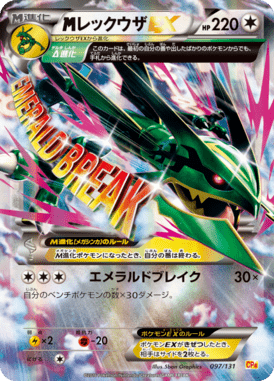 M進化
MレックウザEX
HP220
レックウザEXから進化
Δ進化
このカードは、最初の自分の番や出したばかりのポケモンからでも、
手札から進化できる。
EMERALD BREAK
M進化(メガシンカ)のルール
M進化ポケモンになったとき、自分の番は終わる。
エメラルドブレイク 30×
自分のベンチポケモンの数×30ダメージ。
×2
-20
ポケモンEXのルール
ポケモンEXがきぜつしたとき、
相手はサイドを2枚とる。
にげる
Illus. 5ban Graphics
097/131
CP4